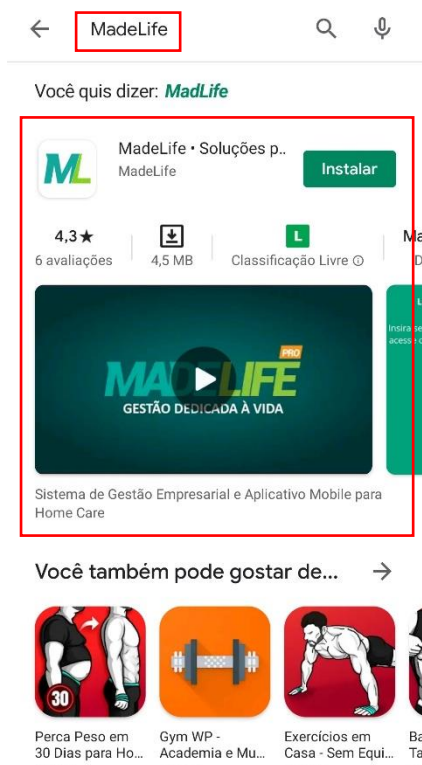 MadeLife
Você quis dizer: MadLife
ML
MadeLife • Soluções p..
MadeLife
Instalar
4,3★
6 avaliações
4,5 MB
L
Classificação Livre
MADELIFE
PRO
GESTÃO DEDICADA À VIDA
Sistema de Gestão Empresarial e Aplicativo Mobile para
Home Care
Você também pode gostar de...
30
Perca Peso em
30 Dias para Ho...
Gym WP -
Academia e Mu...
Exercícios em
Casa - Sem Equi...